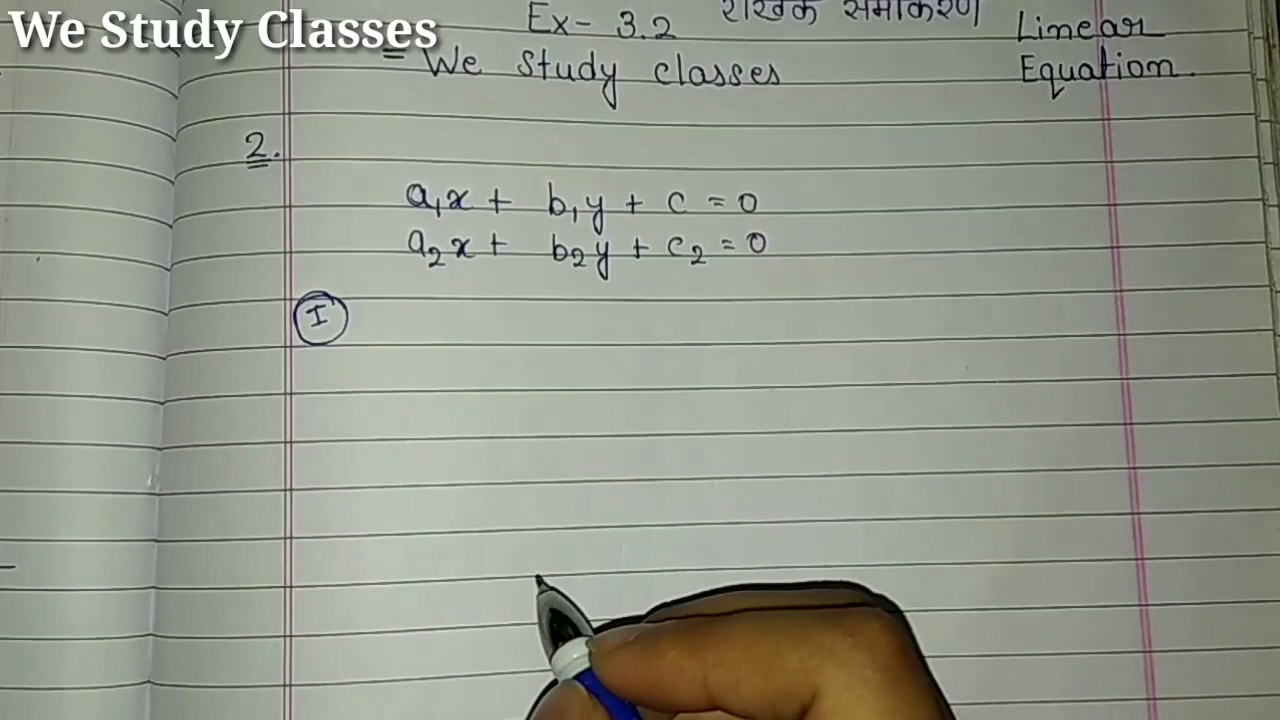 We Study Classes
Ex- 3.2 रैखिक समीकरण Linear
= We Study classes Equation.
2.
a₁x + b₁y + c = 0
a₂x + b₂y + c₂ = 0
I